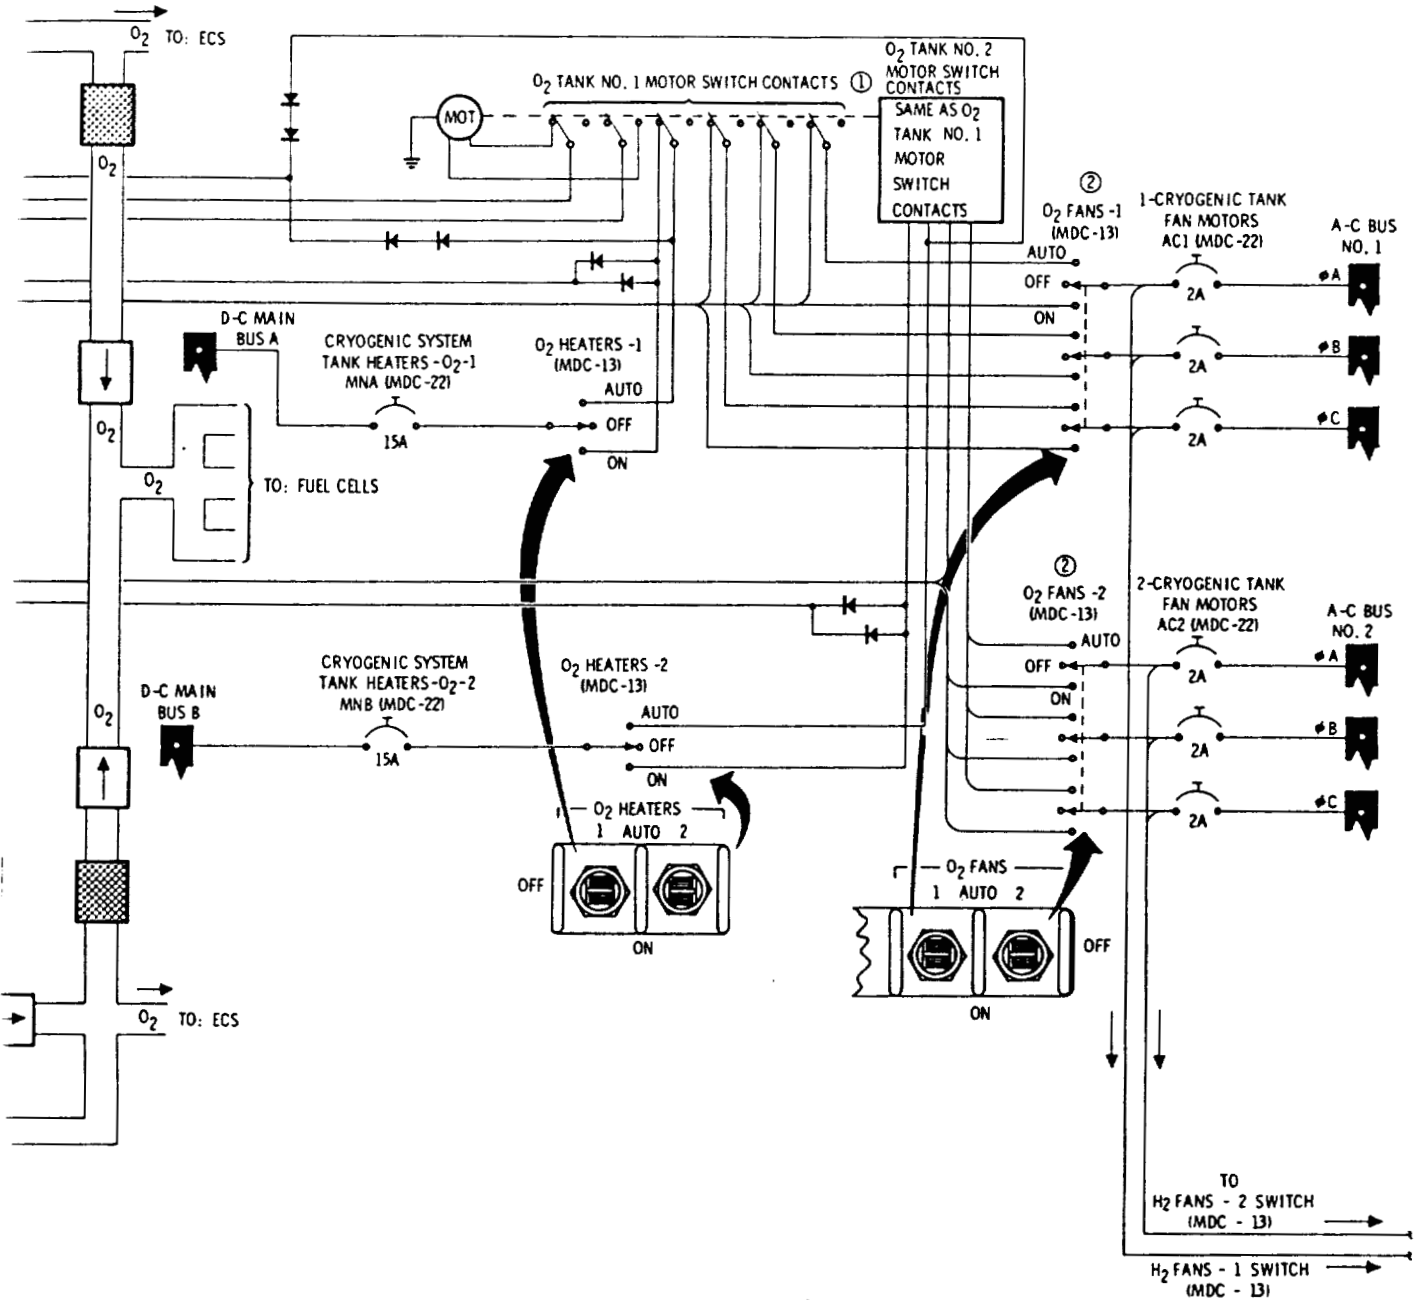 O2 TO: ECS
O2 TANK NO. 2
MOTOR SWITCH
CONTACTS
O2 TANK NO. 1 MOTOR SWITCH CONTACTS 1
MOT
SAME AS O2
TANK NO. 1
MOTOR
SWITCH
CONTACTS
O2
2
O2 FANS -1
(MDC-13)
AUTO
OFF
ON
1-CRYOGENIC TANK
FAN MOTORS
AC1 (MDC-22)
A-C BUS
NO. 1
ϕA
2A
ϕB
2A
ϕC
2A
D-C MAIN
BUS A
CRYOGENIC SYSTEM
TANK HEATERS-O2-1
MNA (MDC-22)
15A
O2 HEATERS -1
(MDC-13)
AUTO
OFF
ON
O2
O2
TO: FUEL CELLS
2
O2 FANS -2
(MDC-13)
AUTO
OFF
ON
2-CRYOGENIC TANK
FAN MOTORS
AC2 (MDC-22)
A-C BUS
NO. 2
ϕA
2A
ϕB
2A
ϕC
2A
D-C MAIN
BUS B
CRYOGENIC SYSTEM
TANK HEATERS-O2-2
MNB (MDC-22)
15A
O2 HEATERS -2
(MDC-13)
AUTO
OFF
ON
O2
O2 HEATERS
1 AUTO 2
OFF
ON
O2 FANS
1 AUTO 2
OFF
ON
O2 TO: ECS
TO
H2 FANS - 2 SWITCH
(MDC - 13)
H2 FANS - 1 SWITCH
(MDC - 13)